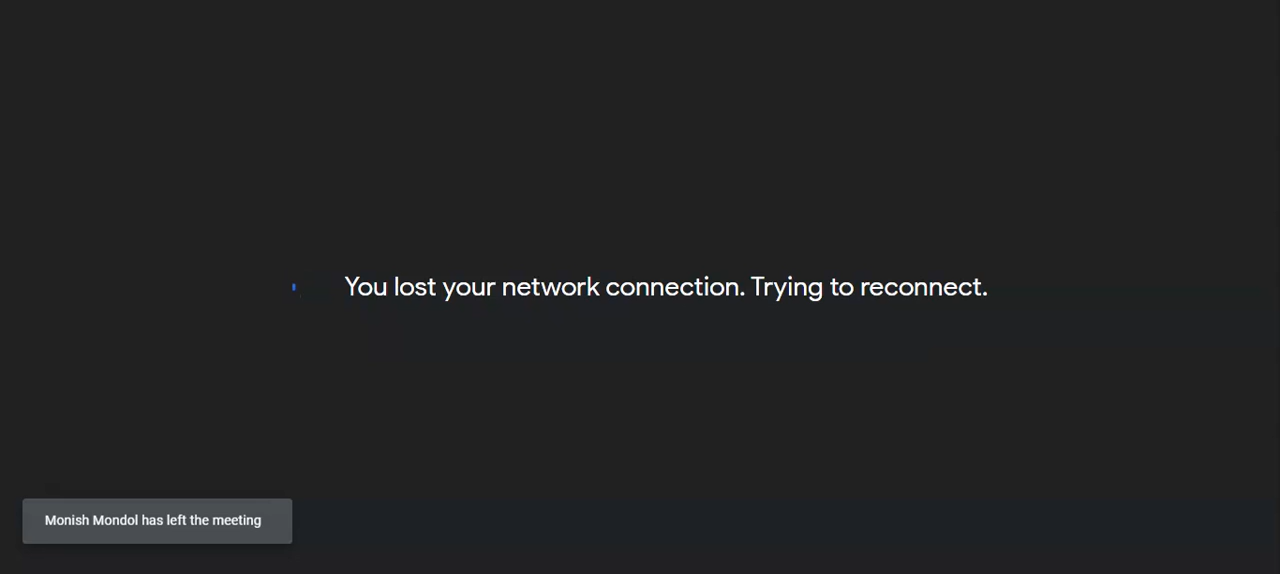 You lost your network connection. Trying to reconnect.
Monish Mondol has left the meeting